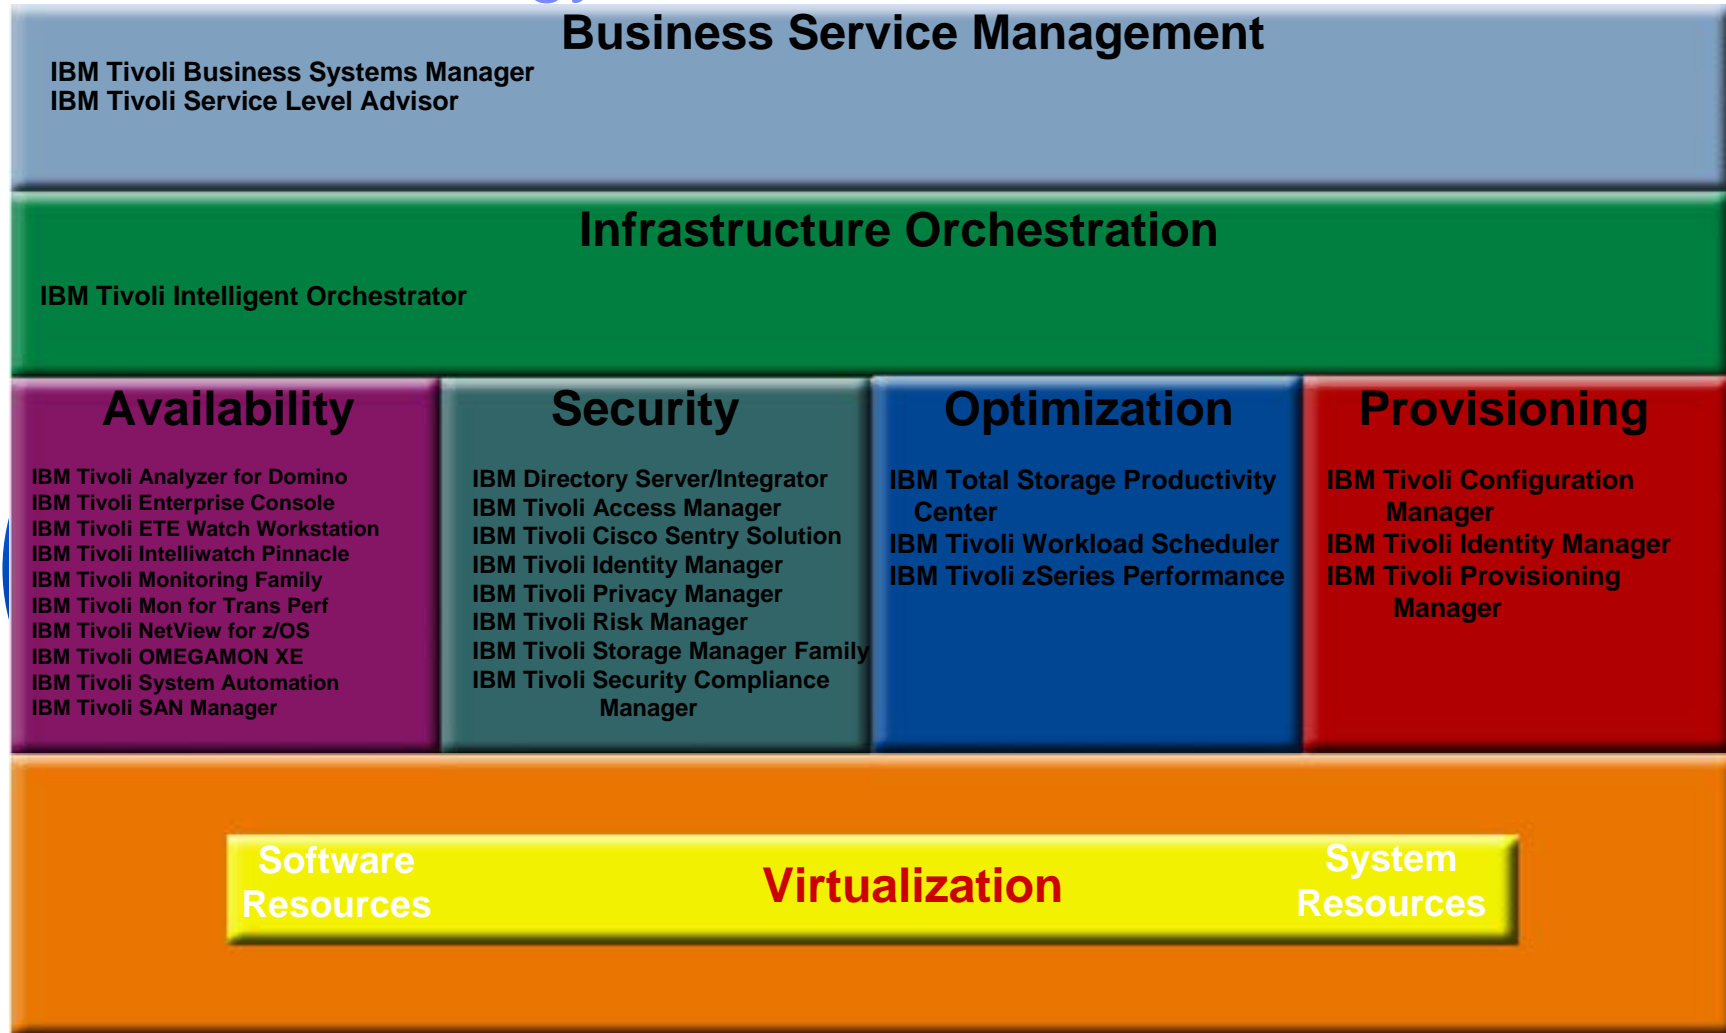 Business Service Management
IBM Tivoli Business Systems Manager
IBM Tivoli Service Level Advisor
Infrastructure Orchestration
IBM Tivoli Intelligent Orchestrator
Availability
IBM Tivoli Analyzer for Domino
IBM Tivoli Enterprise Console
IBM Tivoli ETE Watch Workstation
IBM Tivoli Intelliwatch Pinnacle
IBM Tivoli Monitoring Family
IBM Tivoli Mon for Trans Perf
IBM Tivoli NetView for z/OS
IBM Tivoli OMEGAMON XE
IBM Tivoli System Automation
IBM Tivoli SAN Manager
Security
IBM Directory Server/Integrator
IBM Tivoli Access Manager
IBM Tivoli Cisco Sentry Solution
IBM Tivoli Identity Manager
IBM Tivoli Privacy Manager
IBM Tivoli Risk Manager
IBM Tivoli Storage Manager Family
IBM Tivoli Security Compliance
Manager
Optimization
IBM Total Storage Productivity
Center
IBM Tivoli Workload Scheduler
IBM Tivoli zSeries Performance
Provisioning
IBM Tivoli Configuration
Manager
IBM Tivoli Identity Manager
IBM Tivoli Provisioning
Manager
Software
Resources
Virtualization
System
Resources